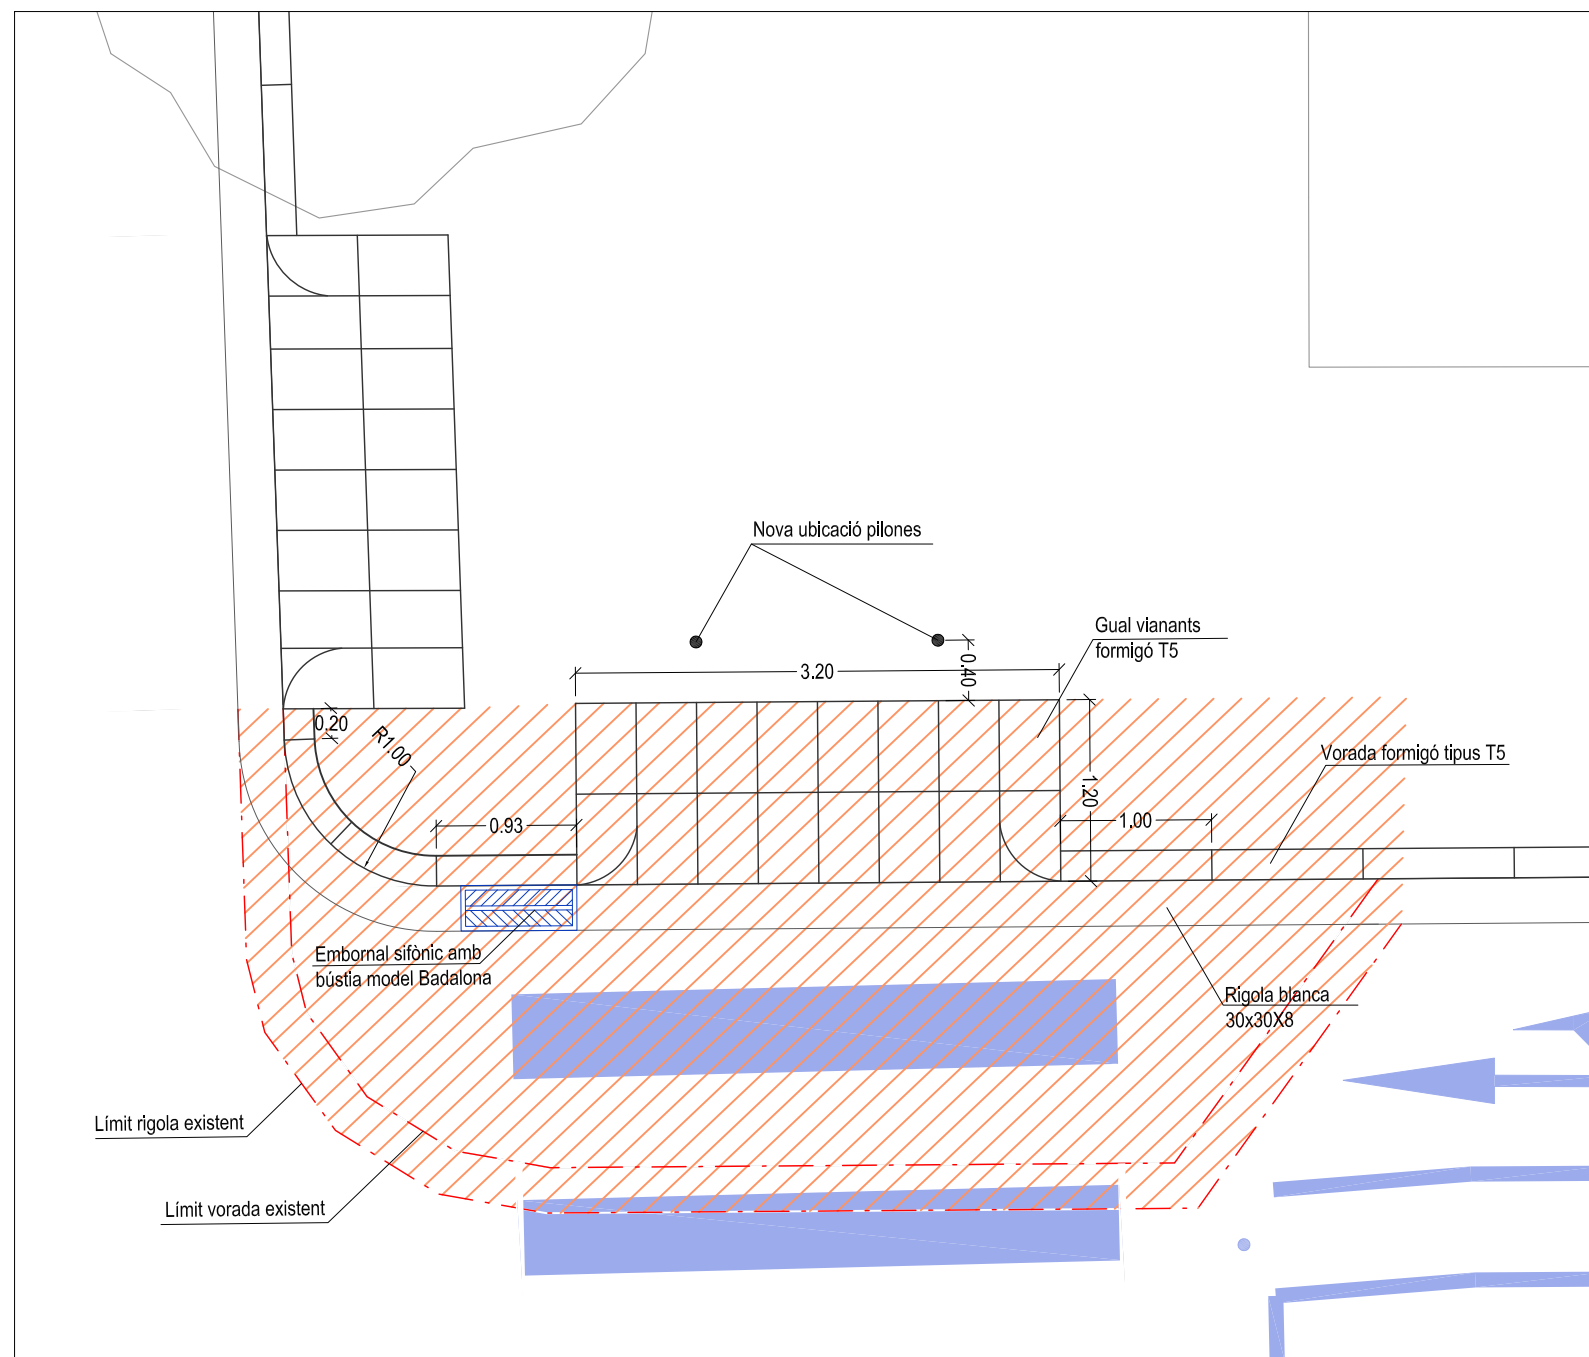 Nova ubicació pilones
Gual vianants
formigó T5
3.20
0.40
0.20
R1.00
Vorada formigó tipus T5
1.20
0.93
1.00
Embornal sifònic amb
bústia model Badalona
Rigola blanca
30x30X8
Límit rigola existent
Límit vorada existent